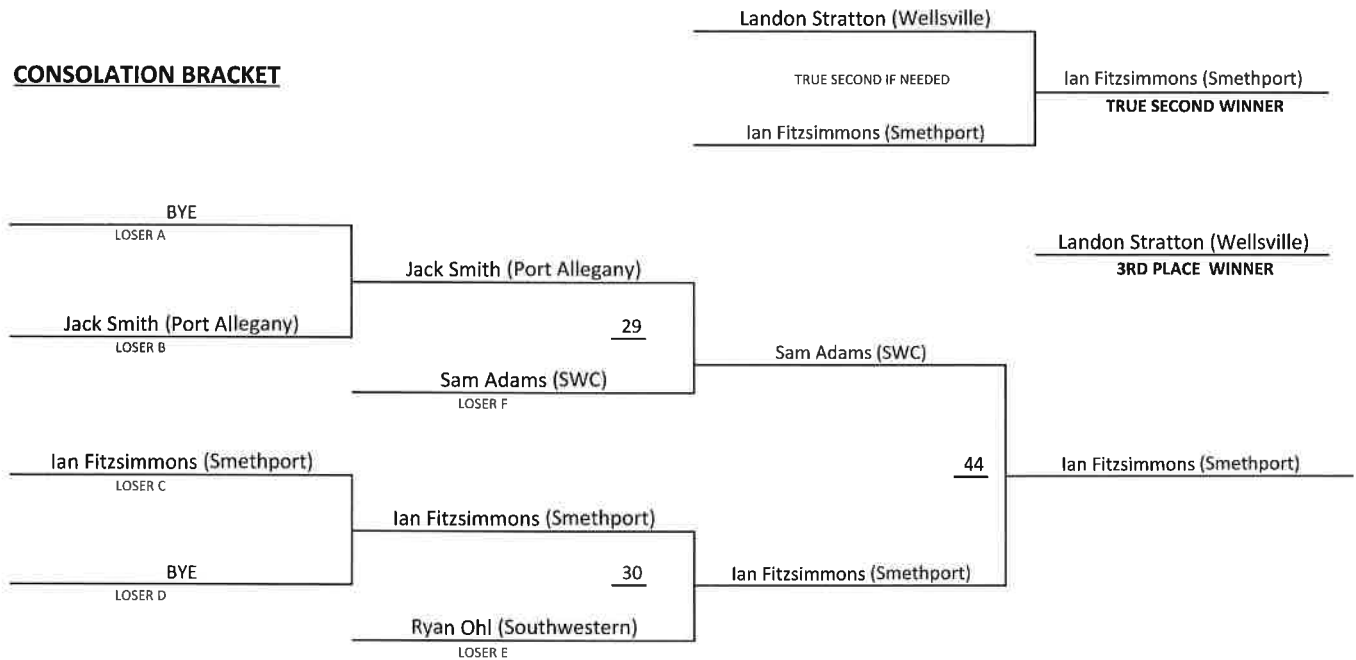 Landon Stratton (Wellsville)
CONSOLATION BRACKET
TRUE SECOND IF NEEDED
Ian Fitzsimmons (Smethport)
TRUE SECOND WINNER
Ian Fitzsimmons (Smethport)
BYE
LOSER A
Landon Stratton (Wellsville)
3RD PLACE WINNER
Jack Smith (Port Allegany)
Jack Smith (Port Allegany)
LOSER B
29
Sam Adams (SWC)
Sam Adams (SWC)
LOSER F
Ian Fitzsimmons (Smethport)
LOSER C
44
Ian Fitzsimmons (Smethport)
Ian Fitzsimmons (Smethport)
BYE
LOSER D
30
Ian Fitzsimmons (Smethport)
Ryan Ohl (Southwestern)
LOSER E